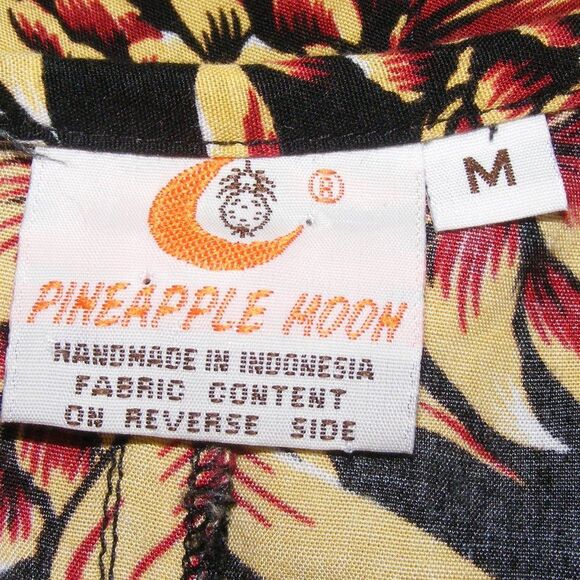 ®
M
PINEAPPLE MOON
HANDMADE IN INDONESIA
FABRIC CONTENT
ON REVERSE SIDE